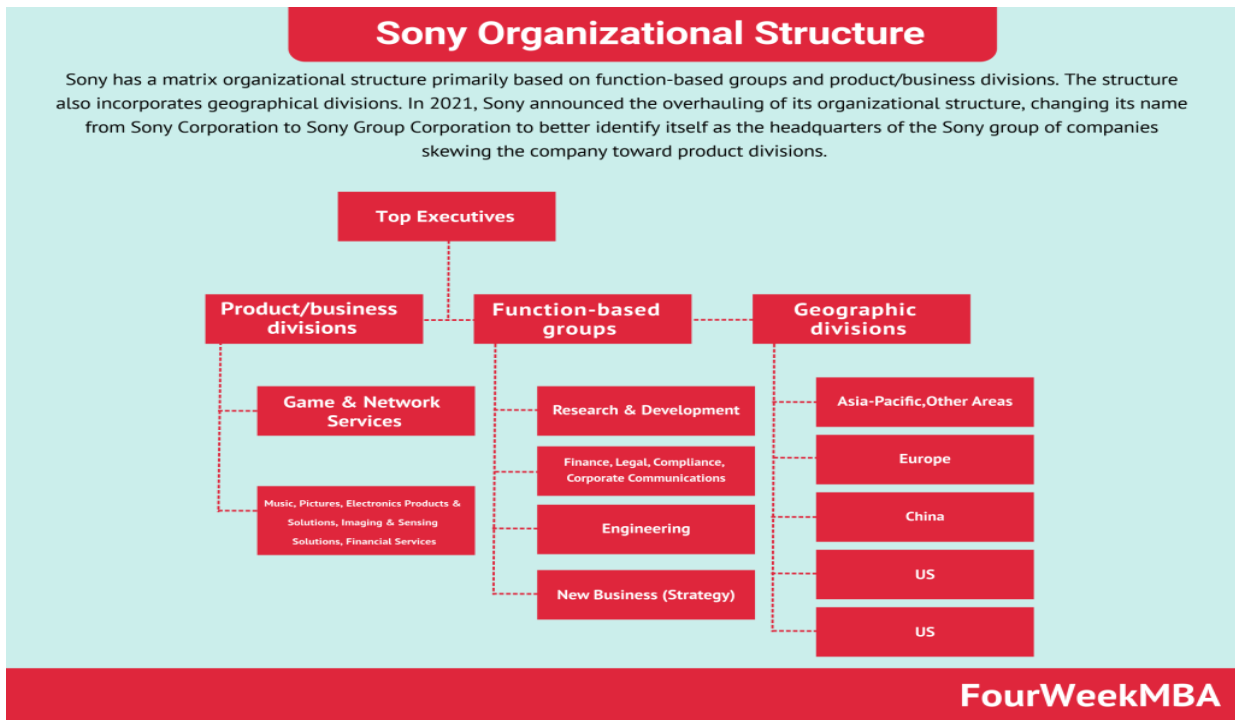 Sony Organizational Structure
Sony has a matrix organizational structure primarily based on function-based groups and product/business divisions. The structure
also incorporates geographical divisions. In 2021, Sony announced the overhauling of its organizational structure, changing its name
from Sony Corporation to Sony Group Corporation to better identify itself as the headquarters of the Sony group of companies
skewing the company toward product divisions.
Top Executives
Product/business
divisions
Game & Network
Services
Music, Pictures, Electronics Products &
Solutions, Imaging & Sensing
Solutions, Financial Services
Function-based
groups
Research & Development
Finance, Legal, Compliance,
Corporate Communications
Engineering
New Business (Strategy)
Geographic
divisions
Asia-Pacific,Other Areas
Europe
China
US
US
FourWeekMBA